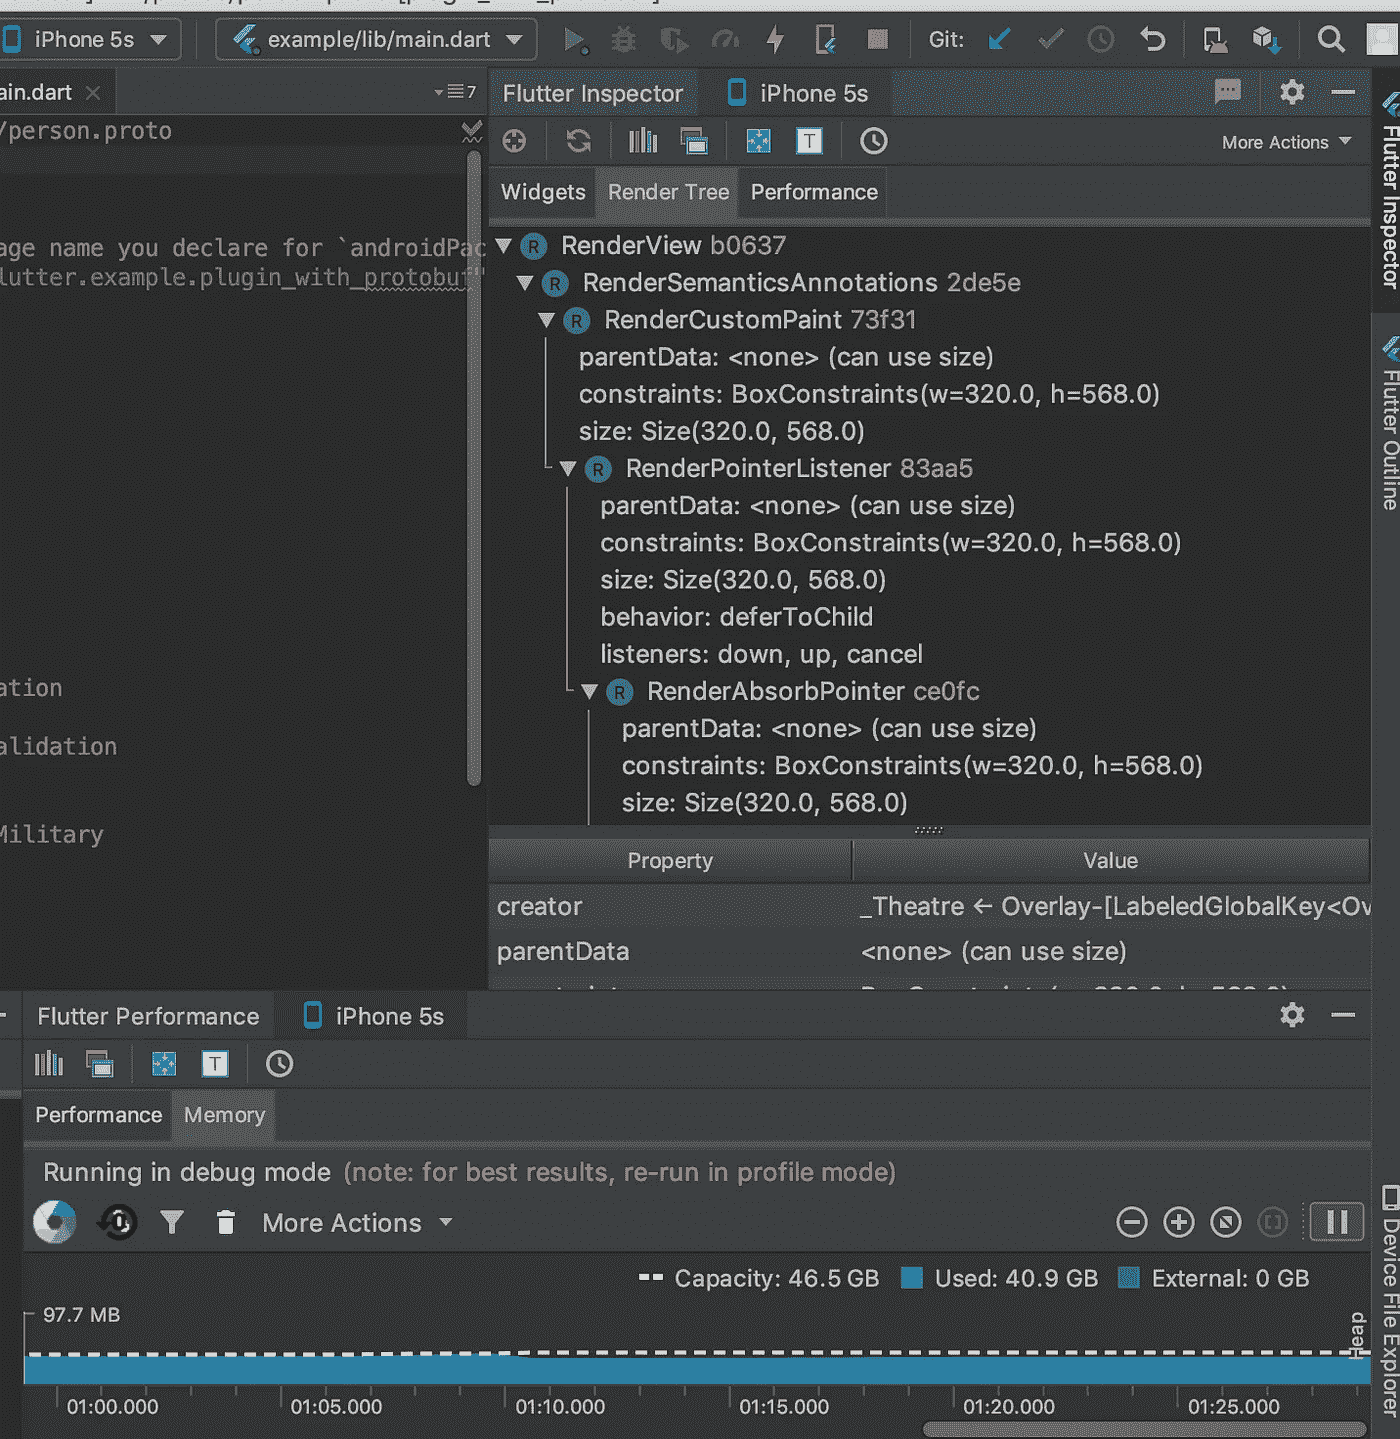 iPhone 5s
example/lib/main.dart
Git:
ain.dart
7
Flutter Inspector
iPhone 5s
/person.proto
More Actions
Widgets
Render Tree
Performance
age name you declare for `androidPac
lutter.example.plugin_with_protobuf"
RenderView b0637
RenderSemanticsAnnotations 2de5e
RenderCustomPaint 73f31
parentData: <none> (can use size)
constraints: BoxConstraints(w=320.0, h=568.0)
size: Size(320.0, 568.0)
RenderPointerListener 83aa5
parentData: <none> (can use size)
constraints: BoxConstraints(w=320.0, h=568.0)
size: Size(320.0, 568.0)
behavior: deferToChild
listeners: down, up, cancel
RenderAbsorbPointer ce0fc
parentData: <none> (can use size)
constraints: BoxConstraints(w=320.0, h=568.0)
size: Size(320.0, 568.0)
ation
alidation
Military
Property
Value
creator
_Theatre ← Overlay-[LabeledGlobalKey<Ov
parentData
<none> (can use size)
Flutter Performance
iPhone 5s
Performance
Memory
Running in debug mode (note: for best results, re-run in profile mode)
More Actions
Capacity: 46.5 GB
Used: 40.9 GB
External: 0 GB
97.7 MB
Heap
01:00.000
01:05.000
01:10.000
01:15.000
01:20.000
01:25.000
Flutter Inspector
Flutter Outline
Device File Explorer